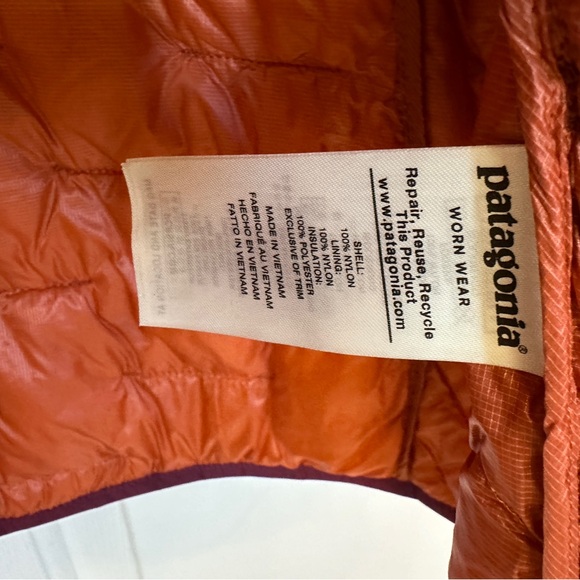 patagonia®
WORN WEAR
Repair, Reuse, Recycle
This Product
www.patagonia.com
SHELL:
100% NYLON
LINING:
100% NYLON
INSULATION:
100% POLYESTER
EXCLUSIVE OF TRIM
MADE IN VIETNAM
FABRIQUÉ AU VIETNAM
HECHO EN VIETNAM
FATTO IN VIETNAM